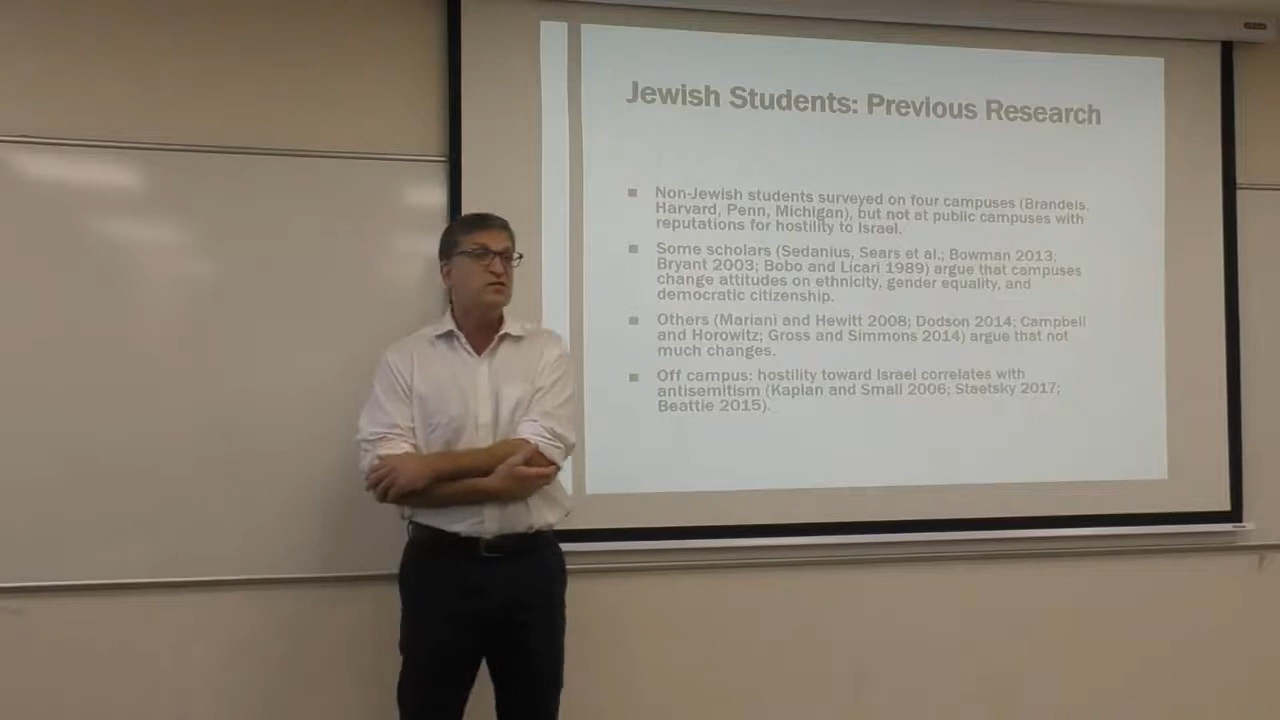 Jewish Students: Previous Research
Non-Jewish students surveyed on four campuses (Brandeis,
Harvard, Penn, Michigan), but not at public campuses with
reputations for hostility to Israel.
Some scholars (Sedanius, Sears et al.; Bowman 2013;
Bryant 2003; Bobo and Licari 1989) argue that campuses
change attitudes on ethnicity, gender equality, and
democratic citizenship.
Others (Mariani and Hewitt 2008; Dodson 2014; Campbell
and Horowitz; Gross and Simmons 2014) argue that not
much changes.
Off campus: hostility toward Israel correlates with
antisemitism (Kaplan and Small 2006; Staetsky 2017;
Beattie 2015).